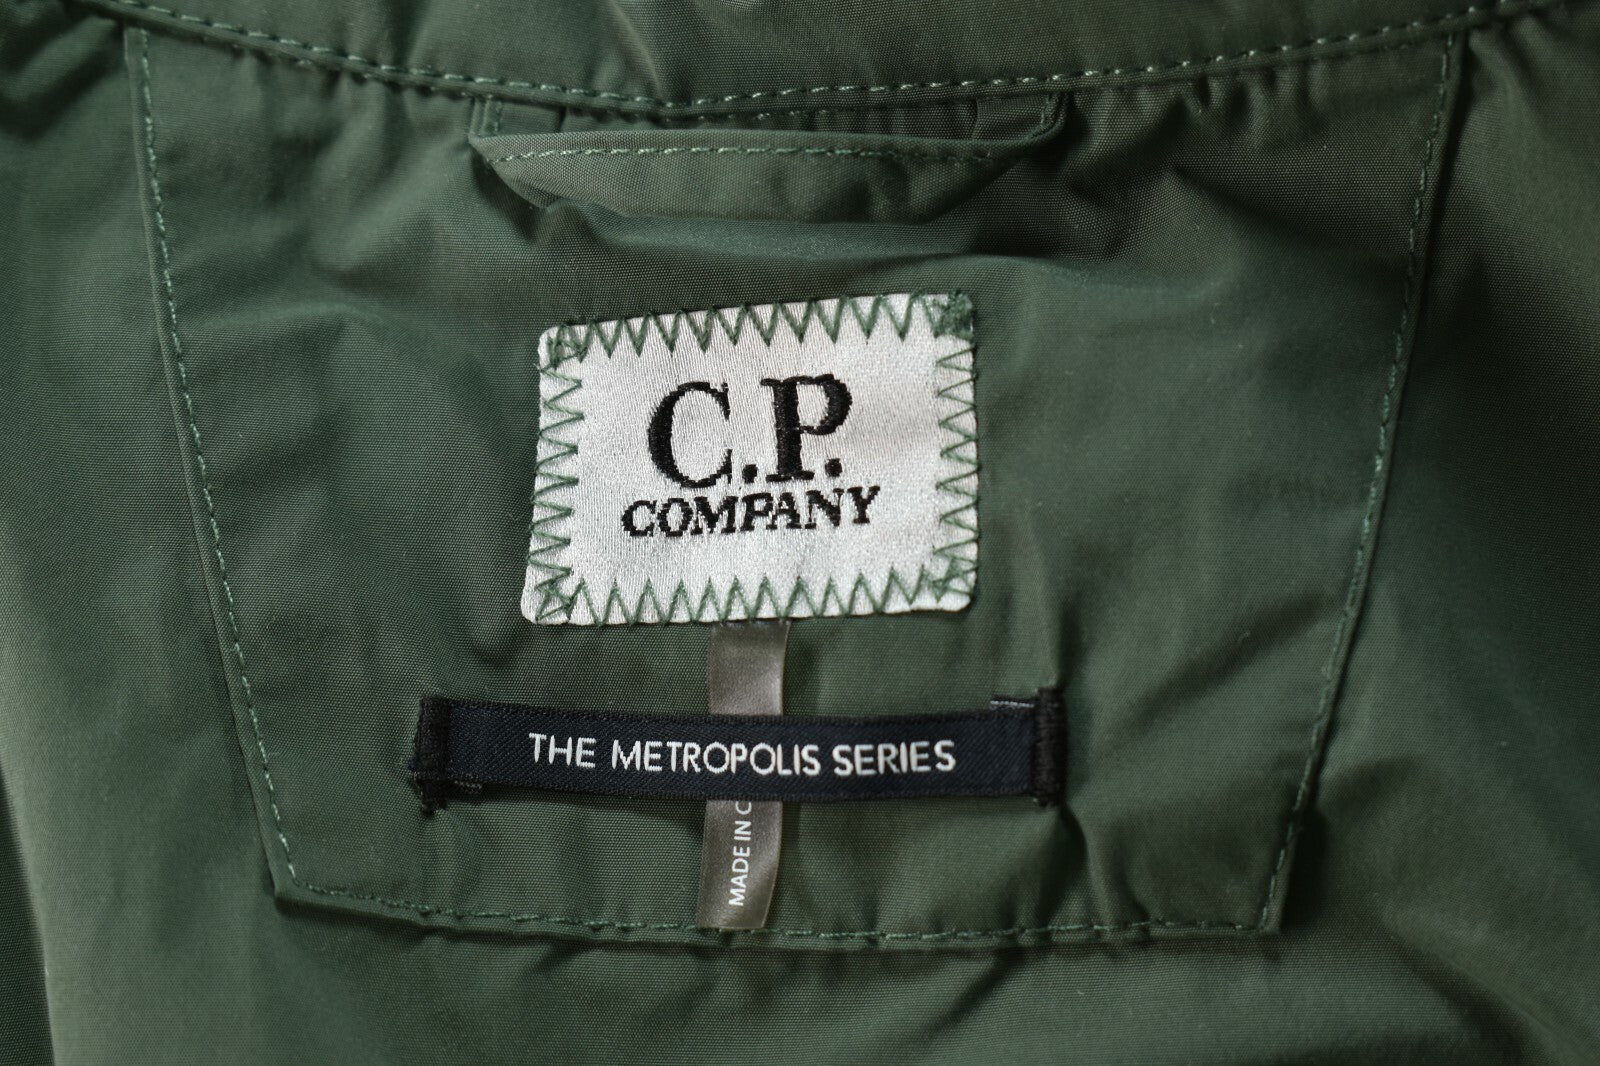 C.P.
COMPANY
THE METROPOLIS SERIES
MADE IN C